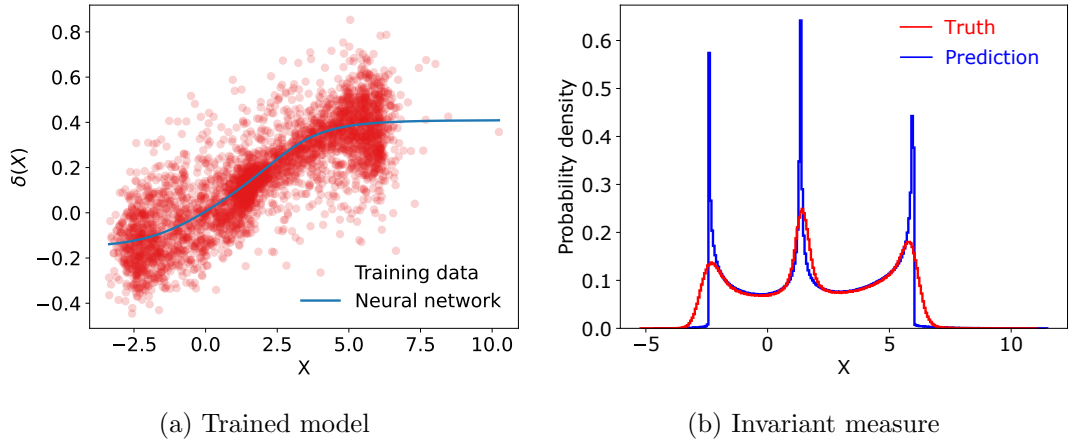 0.8
0.6
0.4
0.2
0.0
−0.2
−0.4
δ(X)
Training data
Neural network
−2.5 0.0 2.5 5.0 7.5 10.0
X
(a) Trained model
0.6
0.5
0.4
0.3
0.2
0.1
0.0
Probability density
Truth
Prediction
−5 0 5 10
X
(b) Invariant measure